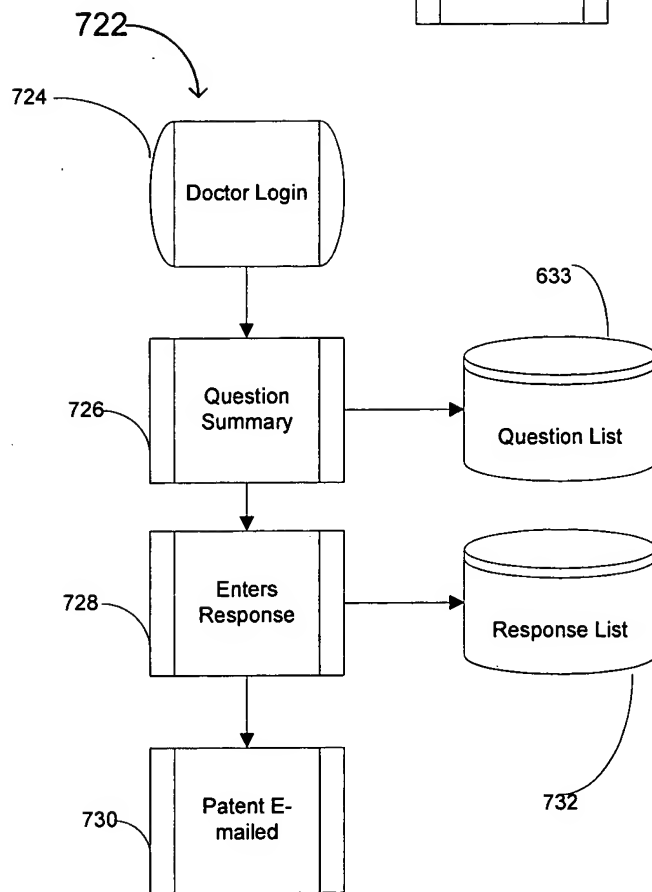 722
724
Doctor Login
633
726
Question
Summary
Question List
728
Enters
Response
Response List
732
730
Patent E-
mailed